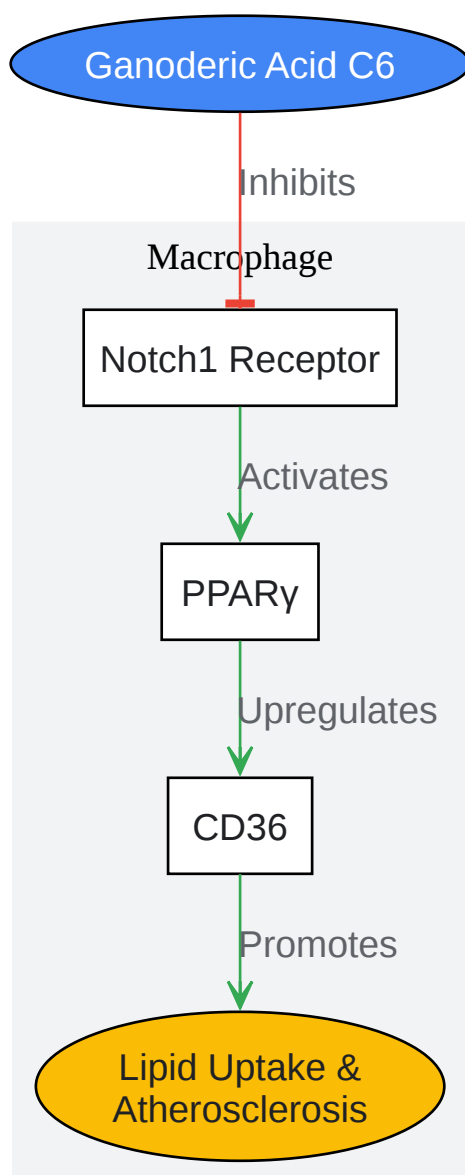 Ganoderic Acid C6
Inhibits
Macrophage
Notch1 Receptor
Activates
PPARγ
Upregulates
CD36
Promotes
Lipid Uptake &
Atherosclerosis